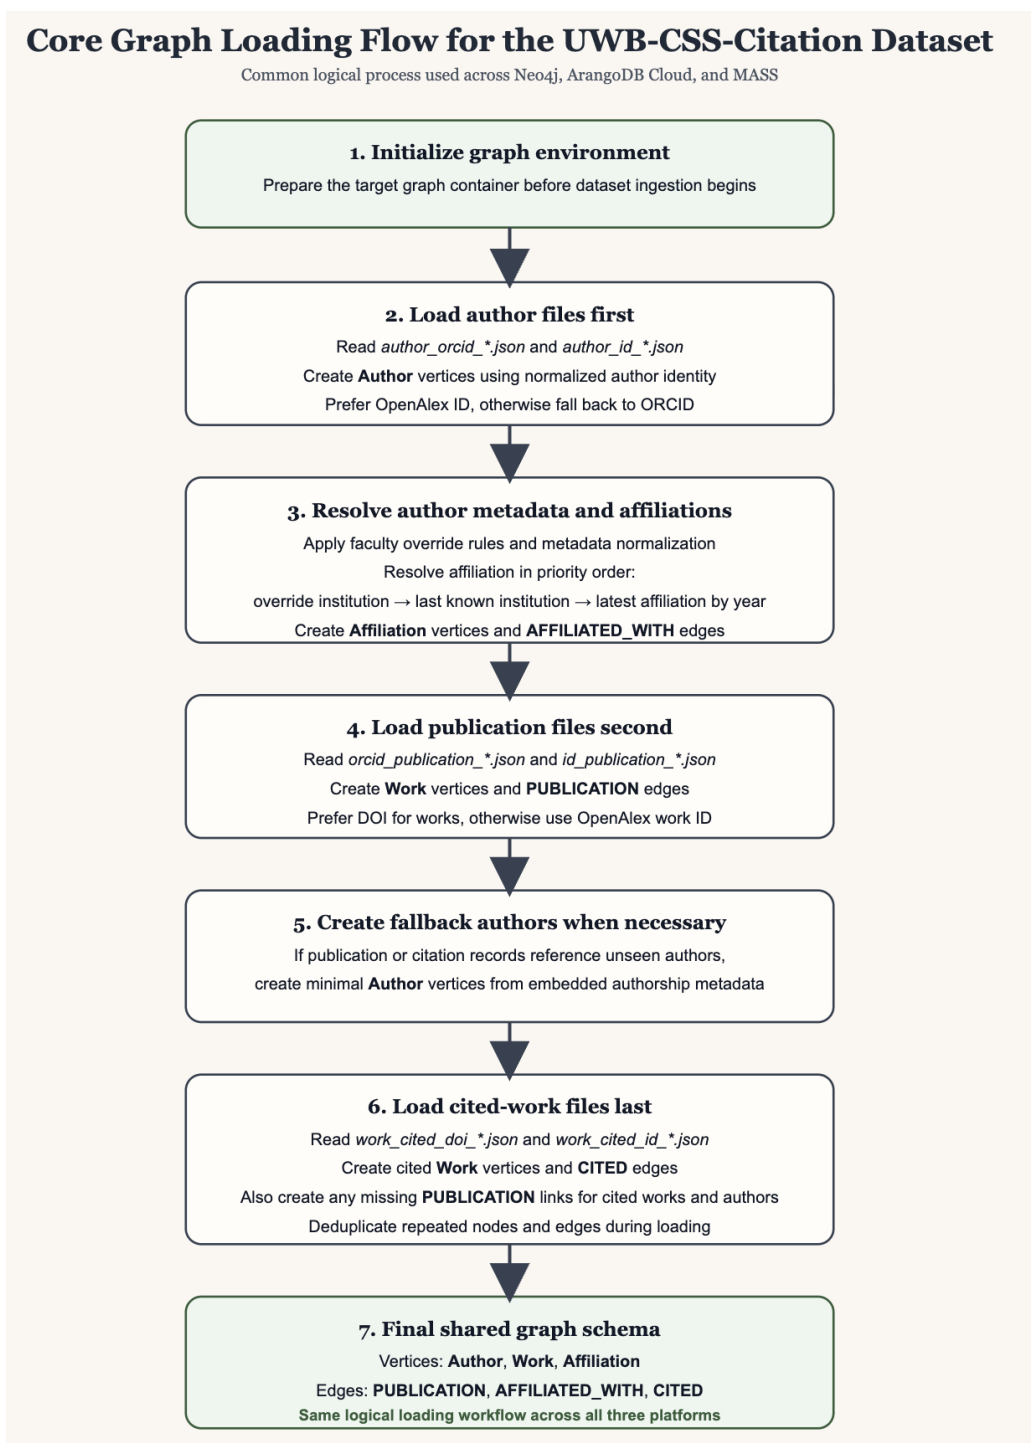 Core Graph Loading Flow for the UWB-CSS-Citation Dataset
Common logical process used across Neo4j, ArangoDB Cloud, and MASS
1. Initialize graph environment
Prepare the target graph container before dataset ingestion begins
2. Load author files first
Read author_orcid_*.json and author_id_*.json
Create Author vertices using normalized author identity
Prefer OpenAlex ID, otherwise fall back to ORCID
3. Resolve author metadata and affiliations
Apply faculty override rules and metadata normalization
Resolve affiliation in priority order:
override institution → last known institution → latest affiliation by year
Create Affiliation vertices and AFFILIATED_WITH edges
4. Load publication files second
Read orcid_publication_*.json and id_publication_*.json
Create Work vertices and PUBLICATION edges
Prefer DOI for works, otherwise use OpenAlex work ID
5. Create fallback authors when necessary
If publication or citation records reference unseen authors,
create minimal Author vertices from embedded authorship metadata
6. Load cited-work files last
Read work_cited_doi_*.json and work_cited_id_*.json
Create cited Work vertices and CITED edges
Also create any missing PUBLICATION links for cited works and authors
Deduplicate repeated nodes and edges during loading
7. Final shared graph schema
Vertices: Author, Work, Affiliation
Edges: PUBLICATION, AFFILIATED_WITH, CITED
Same logical loading workflow across all three platforms